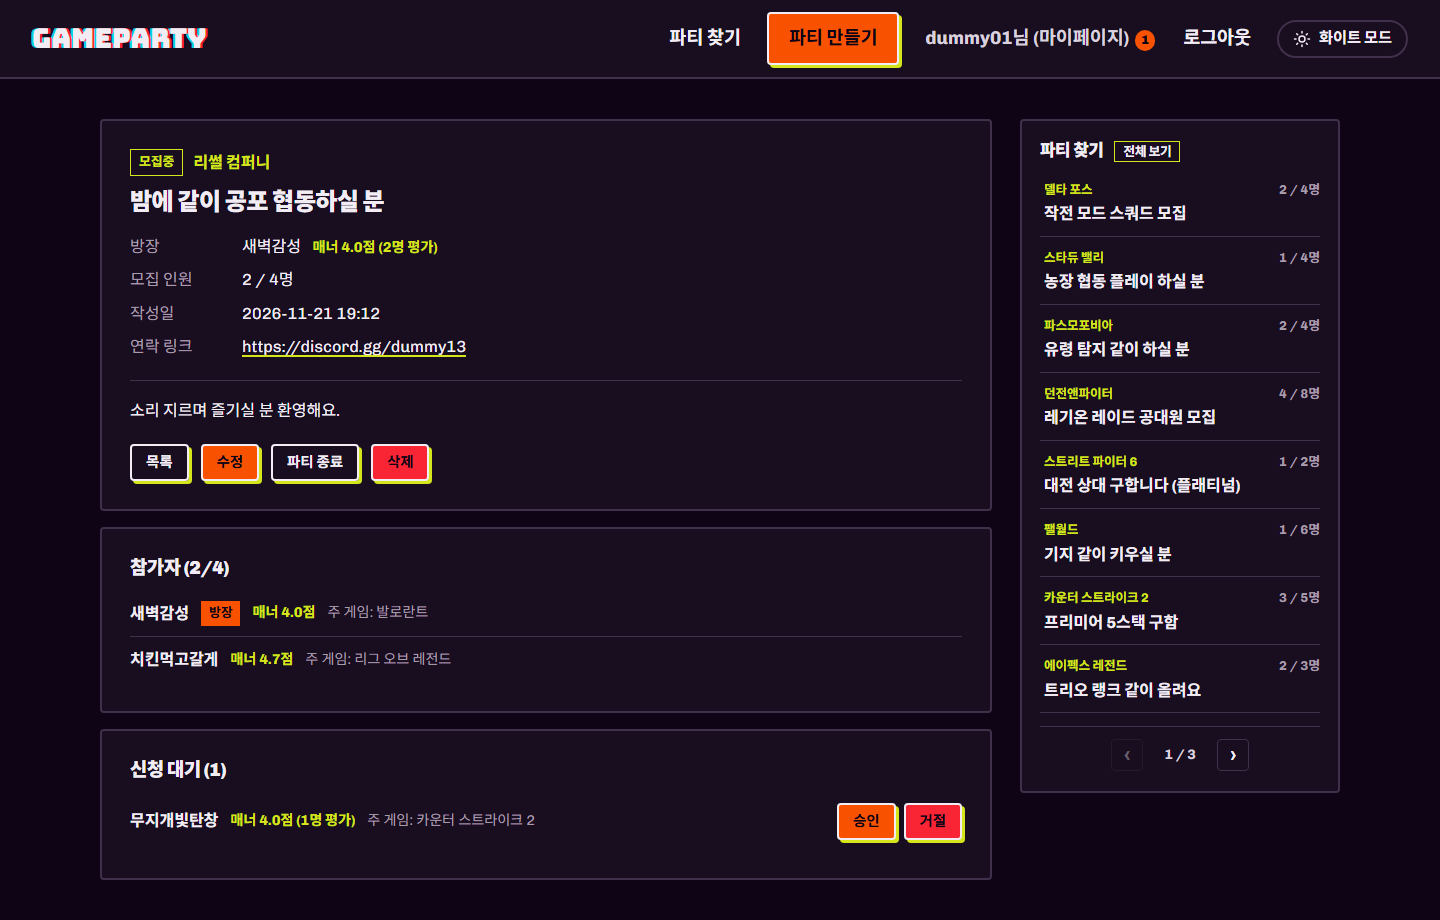 GAMEPARTY
파티 찾기
파티 만들기
dummy01님 (마이페이지) 1
로그아웃
화이트 모드
모집중 리썰 컴퍼니
밤에 같이 공포 협동하실 분
방장 새벽감성 매너 4.0점 (2명 평가)
모집 인원 2 / 4명
작성일 2026-11-21 19:12
연락 링크 https://discord.gg/dummy13
소리 지르며 즐기실 분 환영해요.
목록 수정 파티 종료 삭제
참가자 (2/4)
새벽감성 방장 매너 4.0점 주 게임: 발로란트
치킨먹고갈게 매너 4.7점 주 게임: 리그 오브 레전드
신청 대기 (1)
무지개빛탄창 매너 4.0점 (1명 평가) 주 게임: 카운터 스트라이크 2 승인 거절
파티 찾기 전체 보기
델타 포스 2 / 4명
작전 모드 스쿼드 모집
스타듀 밸리 1 / 4명
농장 협동 플레이 하실 분
파스모포비아 2 / 4명
유령 탐지 같이 하실 분
던전앤파이터 4 / 8명
레기온 레이드 공대원 모집
스트리트 파이터 6 1 / 2명
대전 상대 구합니다 (플래티넘)
팰월드 1 / 6명
기지 같이 키우실 분
카운터 스트라이크 2 3 / 5명
프리미어 5스택 구함
에이펙스 레전드 2 / 3명
트리오 랭크 같이 올려요
‹ 1 / 3 ›